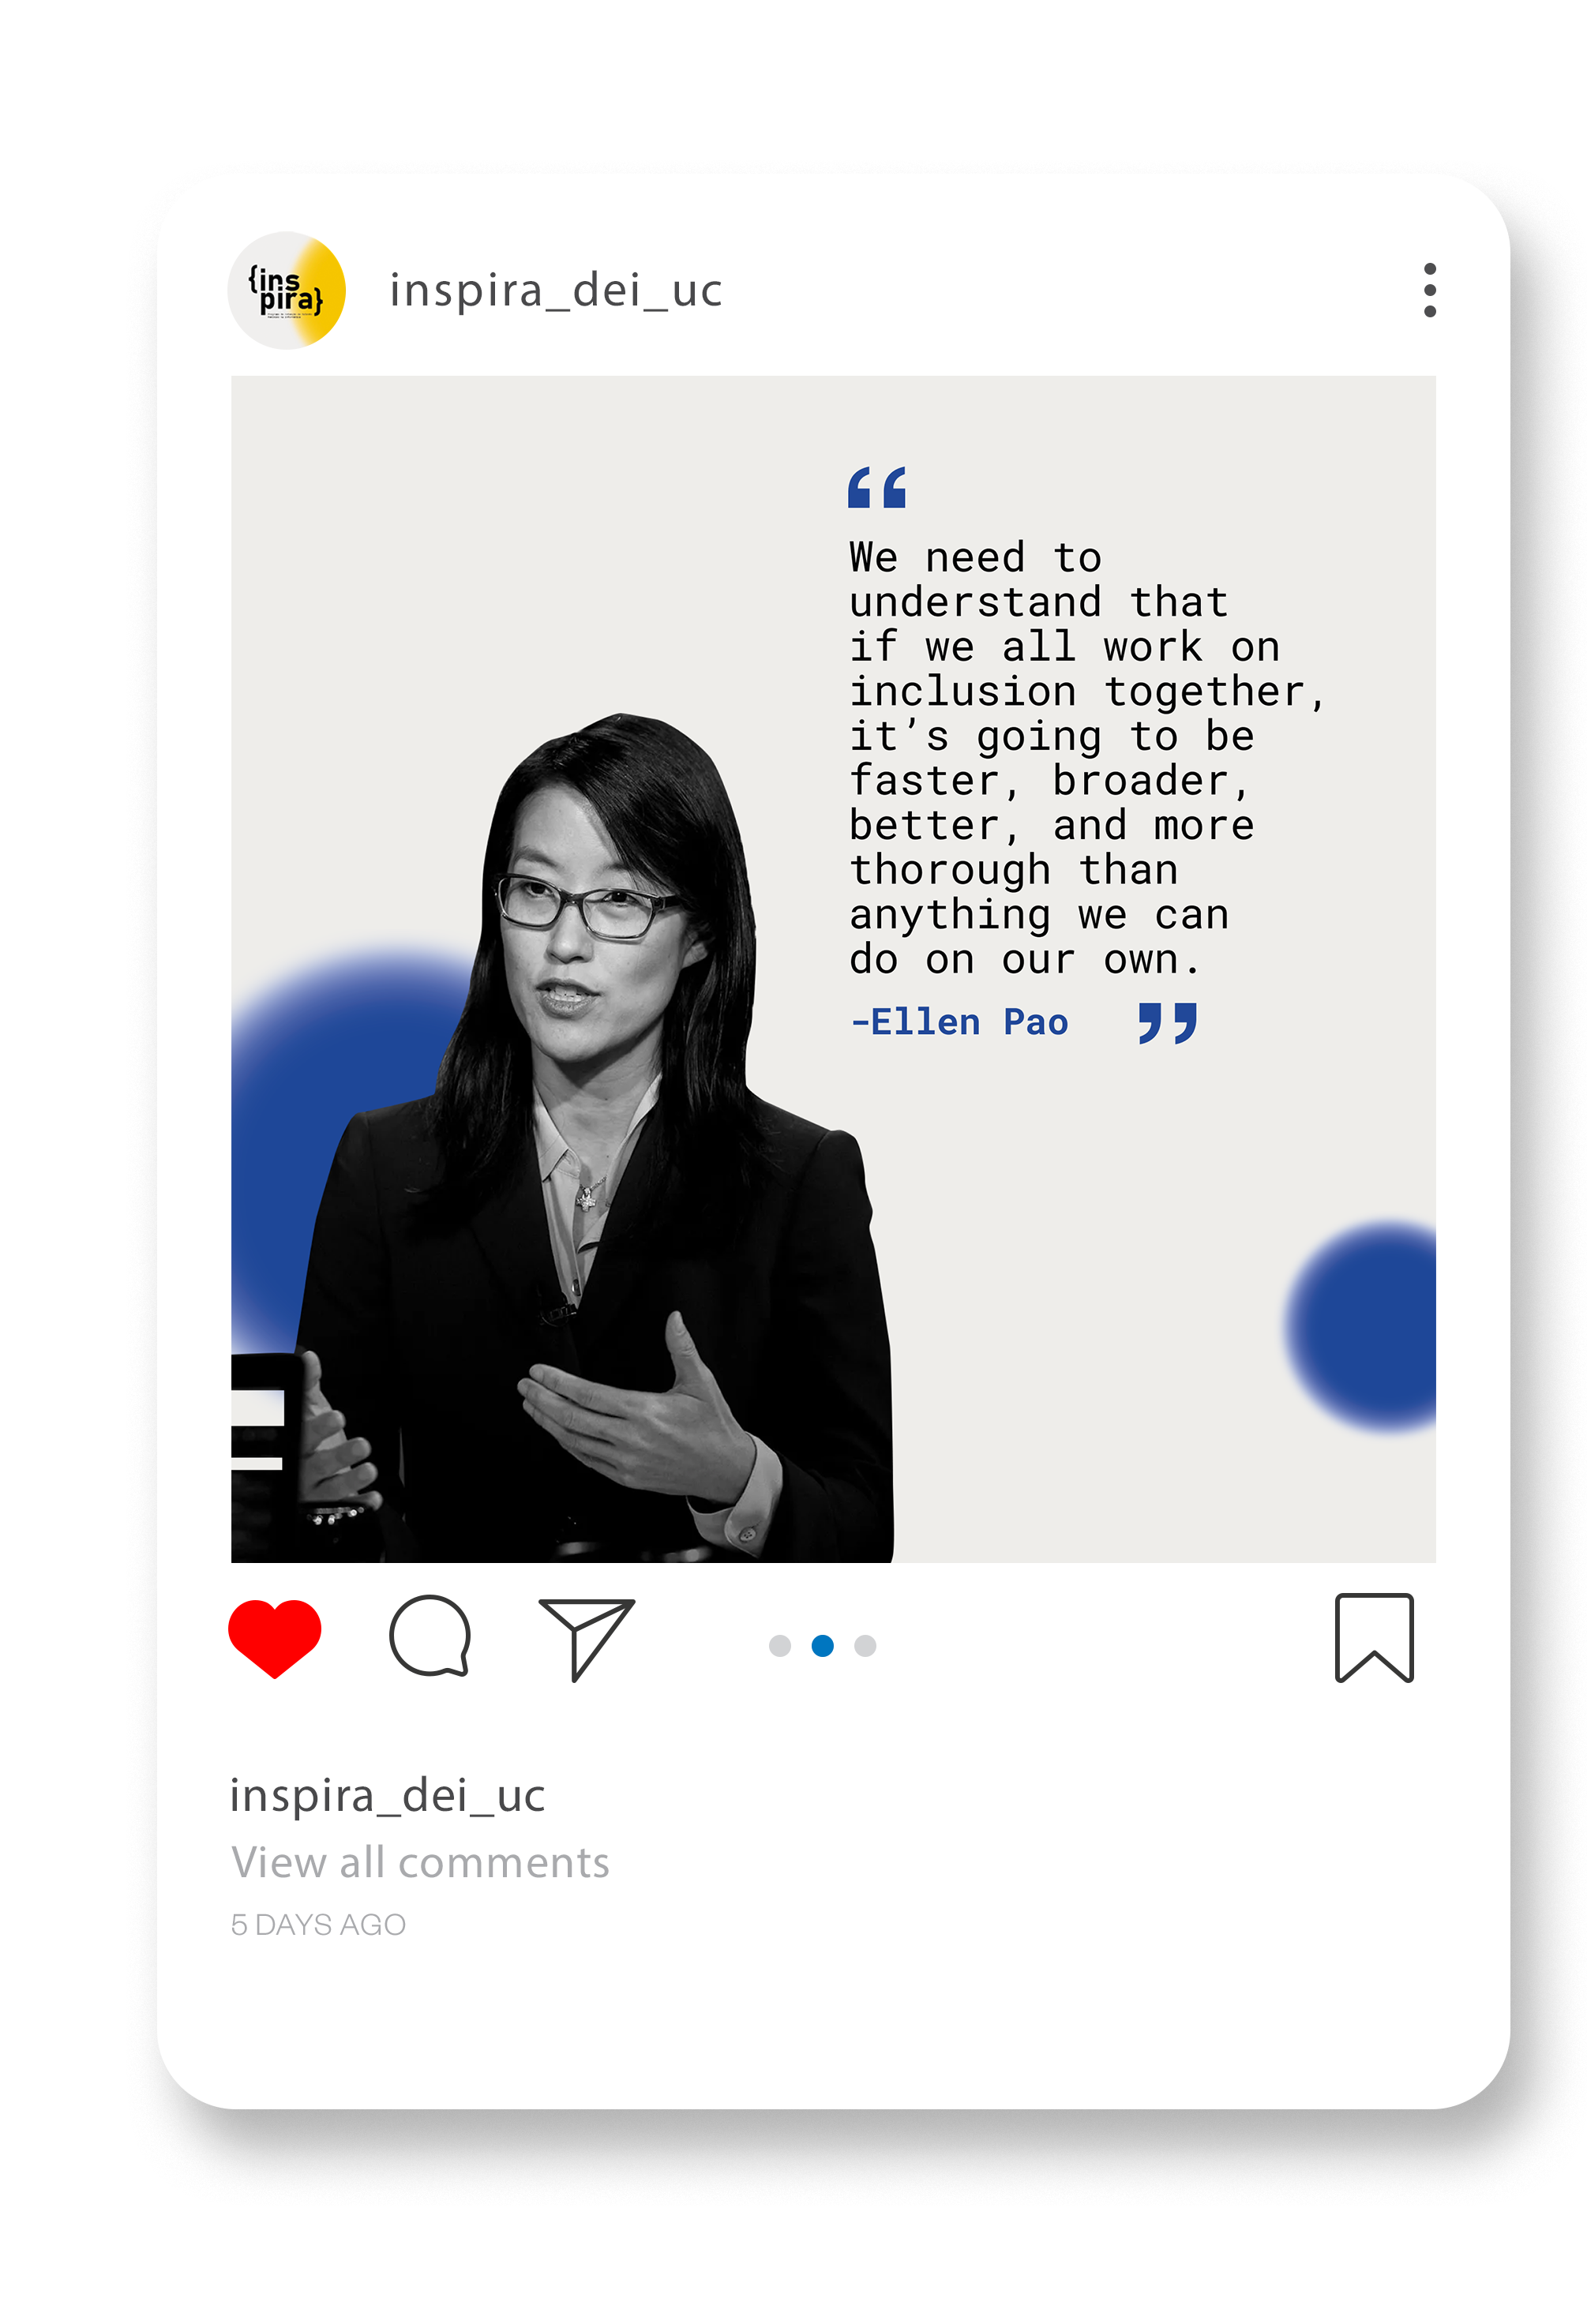 {ins
pira}
inspira_dei_uc
“
We need to
understand that
if we all work on
inclusion together,
it’s going to be
faster, broader,
better, and more
thorough than
anything we can
do on our own.
–Ellen Pao ”
inspira_dei_uc
View all comments
5 DAYS AGO